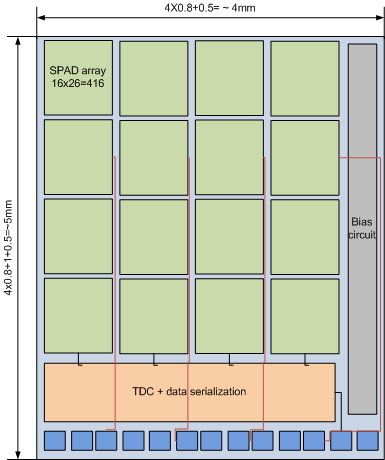 4X0.8+0.5= ~ 4mm
SPAD array
16x26=416
4x0.8+1+0.5=~5mm
Bias
circuit
TDC + data serialization